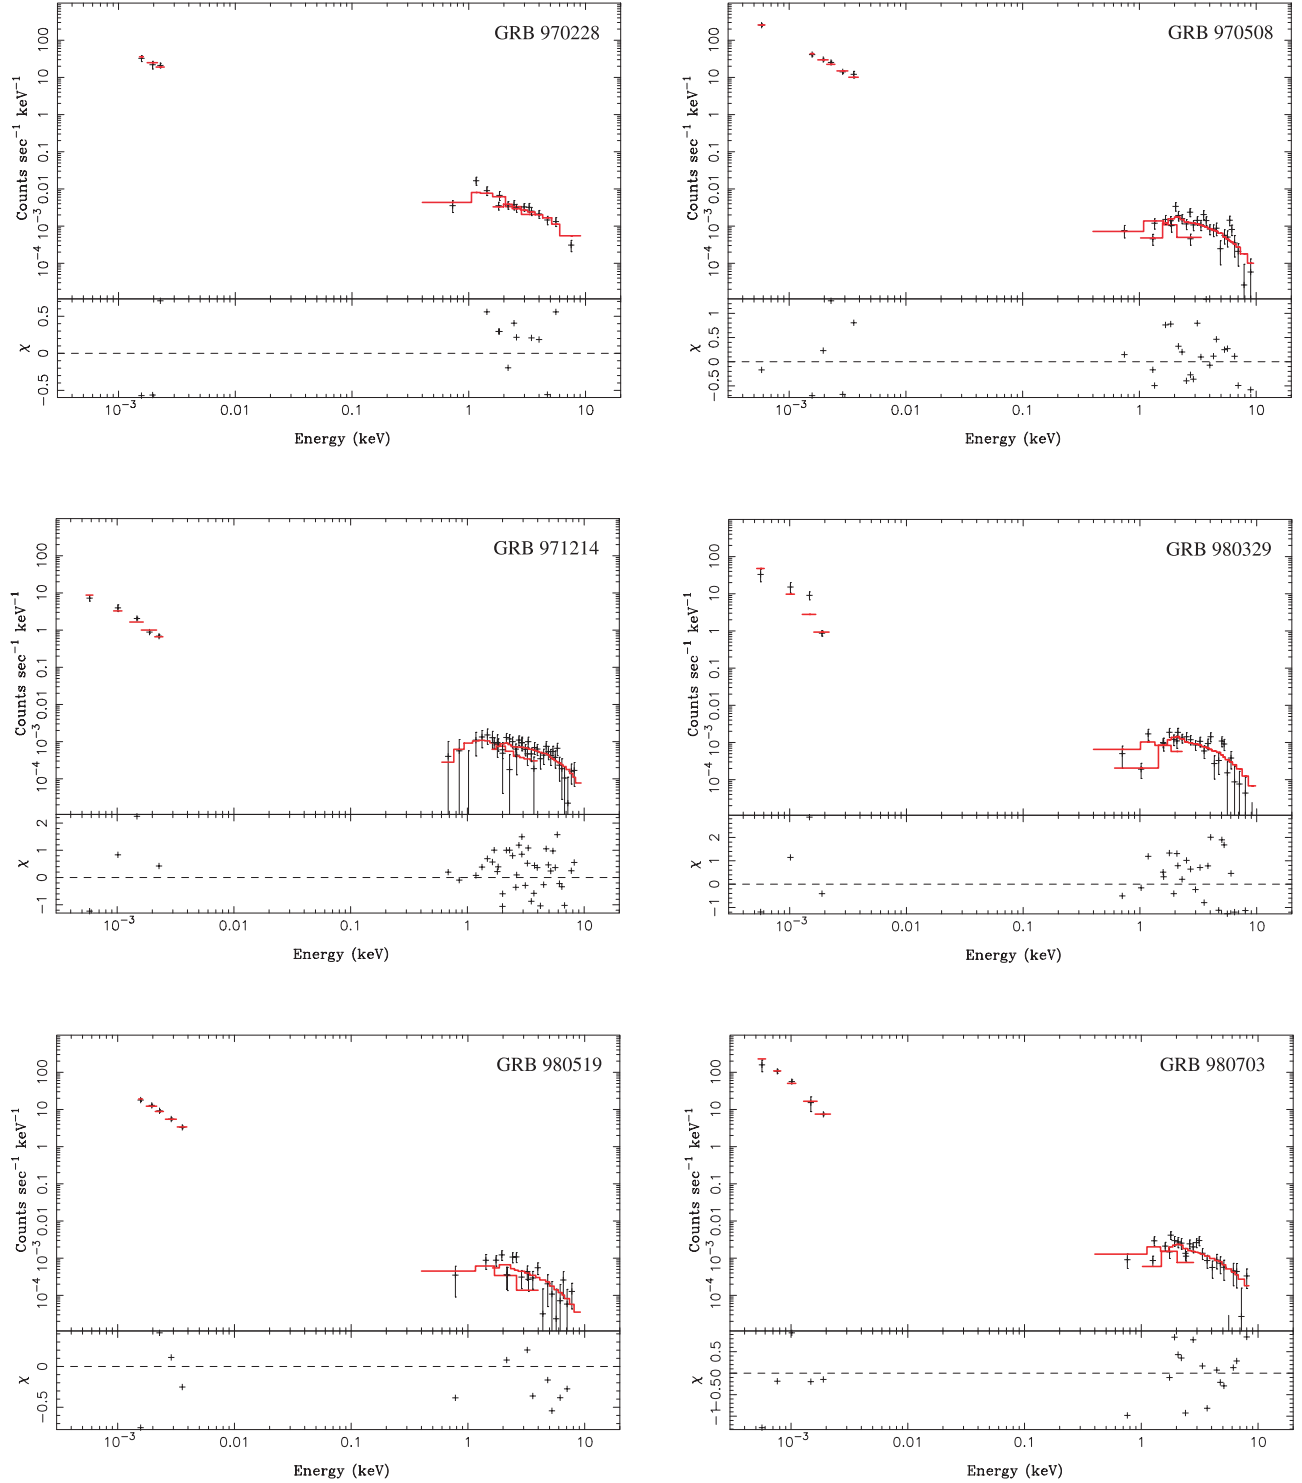 GRB 970228
Counts sec⁻¹ keV⁻¹
100
10
1
0.1
0.01
10⁻³
10⁻⁴
χ
0.5
0
−0.5
10⁻³ 0.01 0.1 1 10
Energy (keV)
GRB 970508
Counts sec⁻¹ keV⁻¹
100
10
1
0.1
0.01
10⁻³
10⁻⁴
χ
1
0.5
0
−0.5
10⁻³ 0.01 0.1 1 10
Energy (keV)
GRB 971214
Counts sec⁻¹ keV⁻¹
100
10
1
0.1
0.01
10⁻³
10⁻⁴
χ
2
1
0
−1
10⁻³ 0.01 0.1 1 10
Energy (keV)
GRB 980329
Counts sec⁻¹ keV⁻¹
100
10
1
0.1
0.01
10⁻³
10⁻⁴
χ
2
1
0
−1
10⁻³ 0.01 0.1 1 10
Energy (keV)
GRB 980519
Counts sec⁻¹ keV⁻¹
100
10
1
0.1
0.01
10⁻³
10⁻⁴
χ
0
−0.5
10⁻³ 0.01 0.1 1 10
Energy (keV)
GRB 980703
Counts sec⁻¹ keV⁻¹
100
10
1
0.1
0.01
10⁻³
10⁻⁴
χ
0.5
0
−0.5
−1
10⁻³ 0.01 0.1 1 10
Energy (keV)